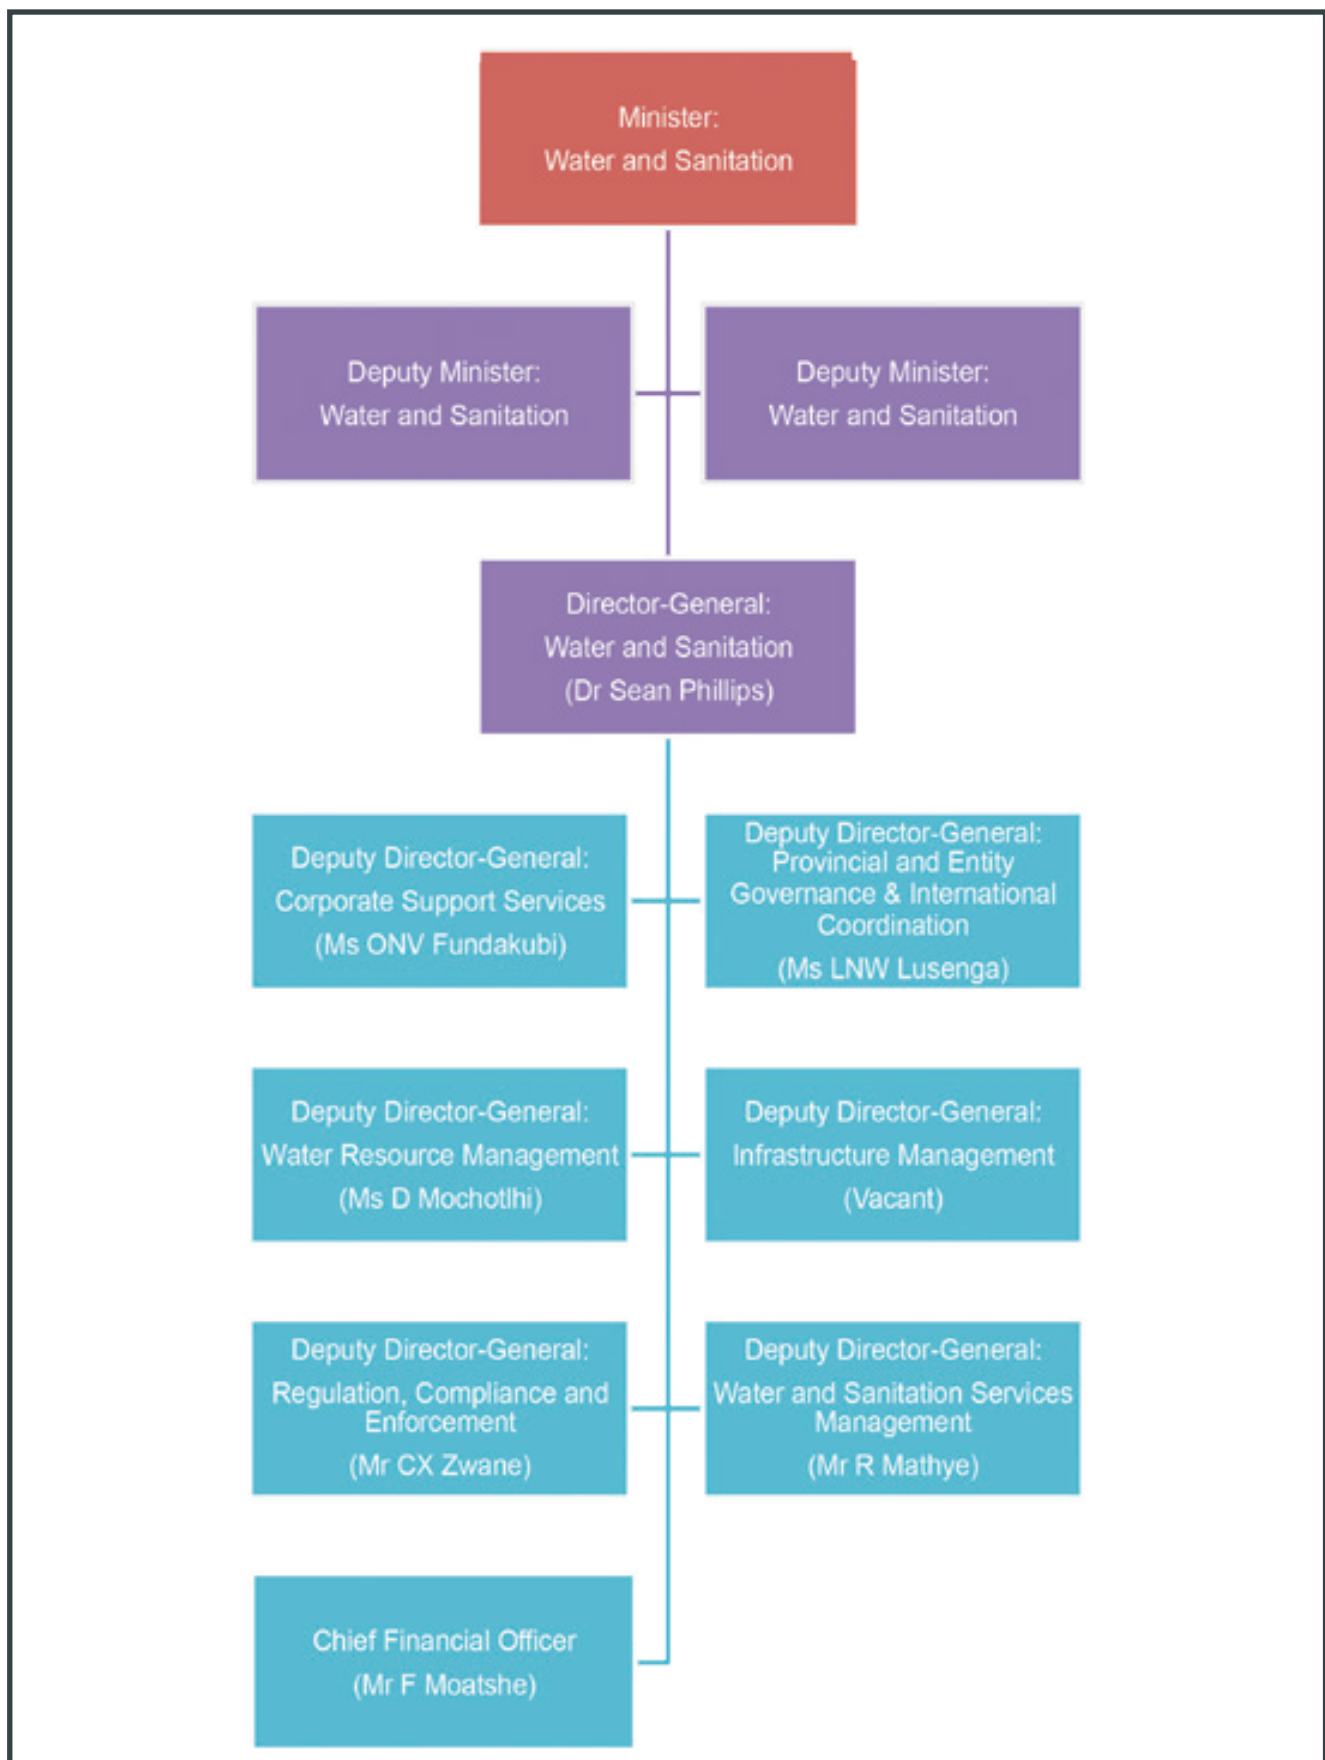 Minister:
Water and Sanitation
Deputy Minister:
Water and Sanitation
Deputy Minister:
Water and Sanitation
Director-General:
Water and Sanitation
(Dr Sean Phillips)
Deputy Director-General:
Corporate Support Services
(Ms ONV Fundakubi)
Deputy Director-General:
Provincial and Entity
Governance & International
Coordination
(Ms LNW Lusenga)
Deputy Director-General:
Water Resource Management
(Ms D Mochotlhi)
Deputy Director-General:
Infrastructure Management
(Vacant)
Deputy Director-General:
Regulation, Compliance and
Enforcement
(Mr CX Zwane)
Deputy Director-General:
Water and Sanitation Services
Management
(Mr R Mathye)
Chief Financial Officer
(Mr F Moatshe)